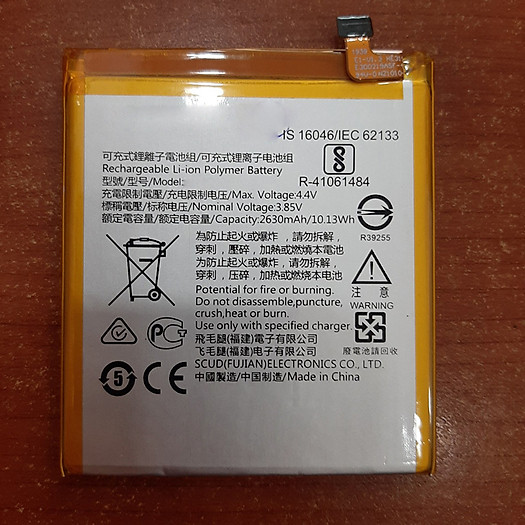 1939
IS 16046/IEC 62133
可充式鋰離子電池組/可充式锂离子电池组
Rechargeable Li-ion Polymer Battery
型號/型号/Model:
R-41061484
充電限制電壓/充电限制电压/Max. Voltage:4.4V
標稱電壓/标称电压/Nominal Voltage:3.85V
額定電容量/额定电容量/Capacity:2630mAh/10.13Wh
R39255
為防止起火或爆炸,請勿拆解,
穿刺,壓碎,加熱或燃燒本電池
为防止起火或爆炸,请勿拆解,
穿刺,压碎,加热或燃烧本电池
注意
WARNING
Potential for fire or burning.
Do not disassemble,puncture,
crush,heat or burn.
Use only with specified charger.
廢電池請回收
飛毛腿(福建)電子有限公司
飞毛腿(福建)电子有限公司
SCUD(FUJIAN)ELECTRONICS CO., LTD.
中國製造/中国制造/Made in China
5
CE